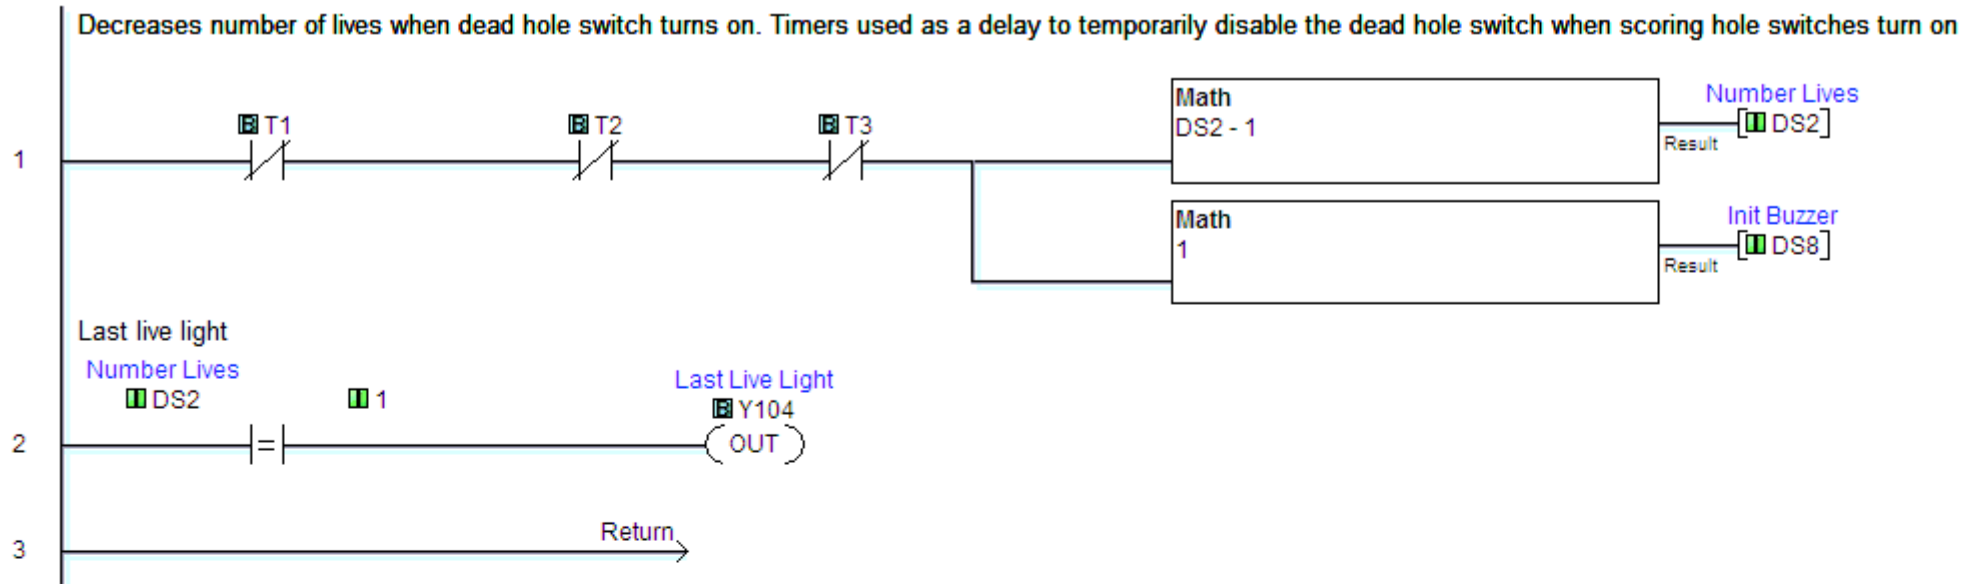 Decreases number of lives when dead hole switch turns on. Timers used as a delay to temporarily disable the dead hole switch when scoring hole switches turn on
1
B T1
B T2
B T3
Math
DS2 - 1
Result
Number Lives
DS2
Math
1
Result
Init Buzzer
DS8
Last live light
2
Number Lives
DS2
=
1
Last Live Light
B Y104
OUT
3
Return